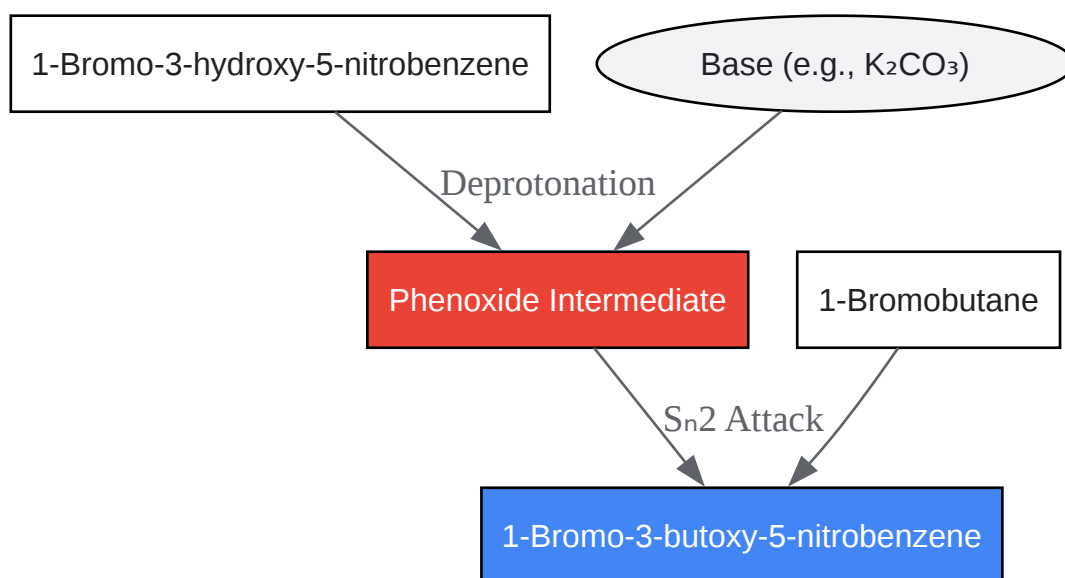 1-Bromo-3-hydroxy-5-nitrobenzene
Base (e.g., K₂CO₃)
Deprotonation
Phenoxide Intermediate
1-Bromobutane
Sₙ2 Attack
1-Bromo-3-butoxy-5-nitrobenzene